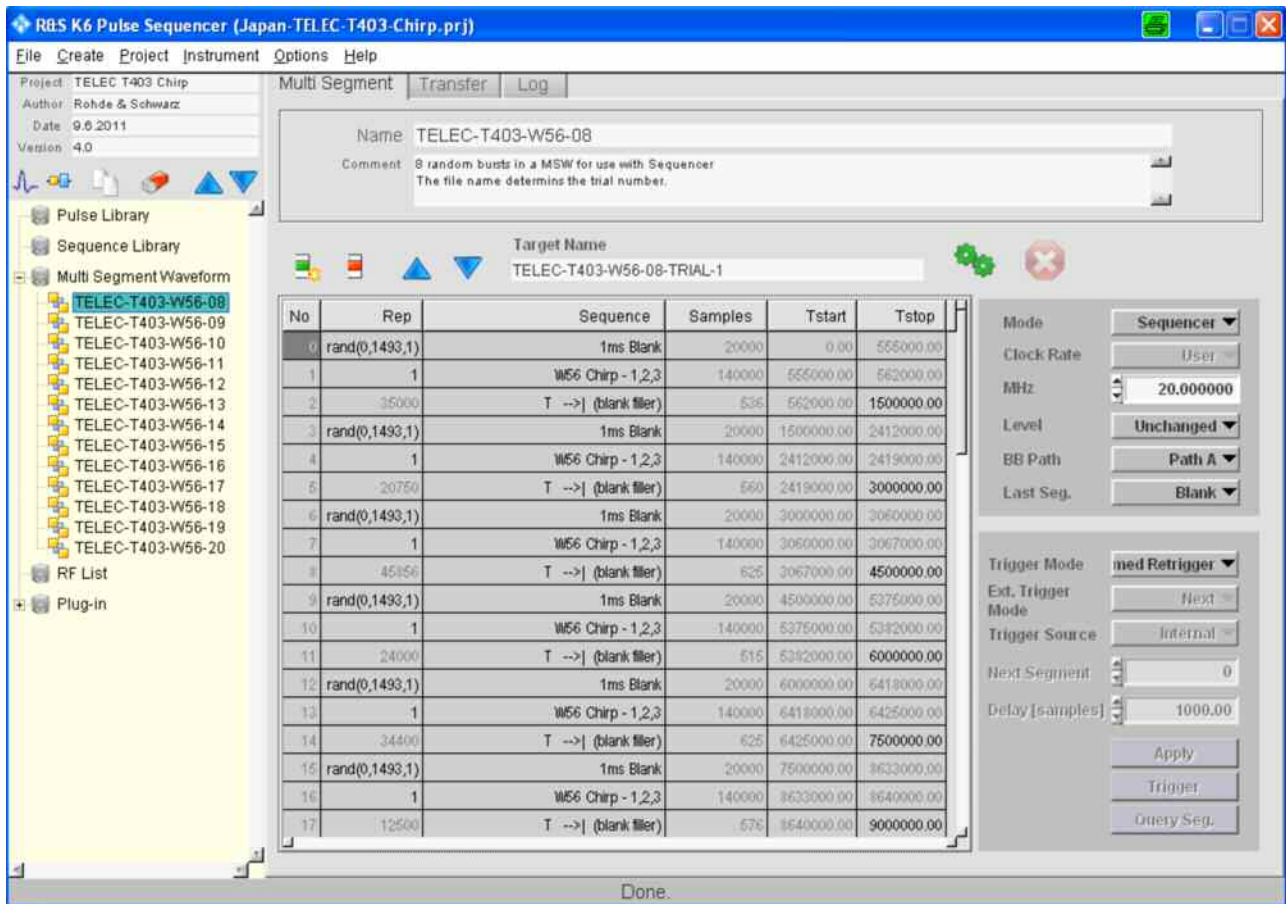 R&S K6 Pulse Sequencer (Japan-TELEC-T403-Chirp.prj)
File Create Project Instrument Options Help
Project TELEC T403 Chirp
Author Rohde & Schwarz
Date 9.6.2011
Version 4.0
Pulse Library
Sequence Library
Multi Segment Waveform
TELEC-T403-W56-08
TELEC-T403-W56-09
TELEC-T403-W56-10
TELEC-T403-W56-11
TELEC-T403-W56-12
TELEC-T403-W56-13
TELEC-T403-W56-14
TELEC-T403-W56-15
TELEC-T403-W56-16
TELEC-T403-W56-17
TELEC-T403-W56-18
TELEC-T403-W56-19
TELEC-T403-W56-20
RF List
Plug-in
Multi Segment Transfer Log
Name TELEC-T403-W56-08
Comment 8 random bursts in a MSW for use with Sequencer
The file name determins the trial number.
Target Name
TELEC-T403-W56-08-TRIAL-1
No Rep Sequence Samples Tstart Tstop
0 rand(0,1493,1) 1ms Blank 20000 0.00 555000.00
1 1 W56 Chirp - 1,2,3 140000 555000.00 562000.00
2 35000 T -->| (blank filler) 536 562000.00 1500000.00
3 rand(0,1493,1) 1ms Blank 20000 1500000.00 2412000.00
4 1 W56 Chirp - 1,2,3 140000 2412000.00 2419000.00
5 20750 T -->| (blank filler) 560 2419000.00 3000000.00
6 rand(0,1493,1) 1ms Blank 20000 3000000.00 3060000.00
7 1 W56 Chirp - 1,2,3 140000 3060000.00 3067000.00
8 45856 T -->| (blank filler) 625 3067000.00 4500000.00
9 rand(0,1493,1) 1ms Blank 20000 4500000.00 5375000.00
10 1 W56 Chirp - 1,2,3 140000 5375000.00 5382000.00
11 24000 T -->| (blank filler) 515 5382000.00 6000000.00
12 rand(0,1493,1) 1ms Blank 20000 6000000.00 6418000.00
13 1 W56 Chirp - 1,2,3 140000 6418000.00 6425000.00
14 34400 T -->| (blank filler) 625 6425000.00 7500000.00
15 rand(0,1493,1) 1ms Blank 20000 7500000.00 8633000.00
16 1 W56 Chirp - 1,2,3 140000 8633000.00 8640000.00
17 12500 T -->| (blank filler) 576 8640000.00 9000000.00
Mode Sequencer
Clock Rate User
MHz 20.000000
Level Unchanged
BB Path Path A
Last Seg. Blank
Trigger Mode med Retrigger
Ext. Trigger Mode Next
Trigger Source Internal
Next Segment 0
Delay [samples] 1000.00
Apply
Trigger
Query Seg.
Done.